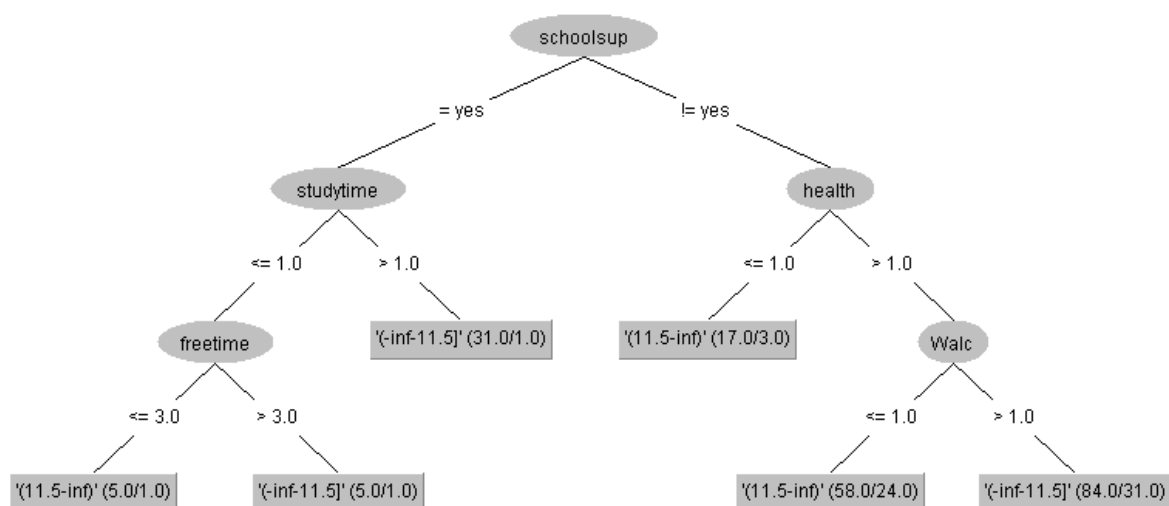 schoolsup
= yes
!= yes
studytime
health
<= 1.0
> 1.0
<= 1.0
> 1.0
freetime
'(-inf-11.5]' (31.0/1.0)
'(11.5-inf)' (17.0/3.0)
Walc
<= 3.0
> 3.0
<= 1.0
> 1.0
'(11.5-inf)' (5.0/1.0)
'(-inf-11.5]' (5.0/1.0)
'(11.5-inf)' (58.0/24.0)
'(-inf-11.5]' (84.0/31.0)